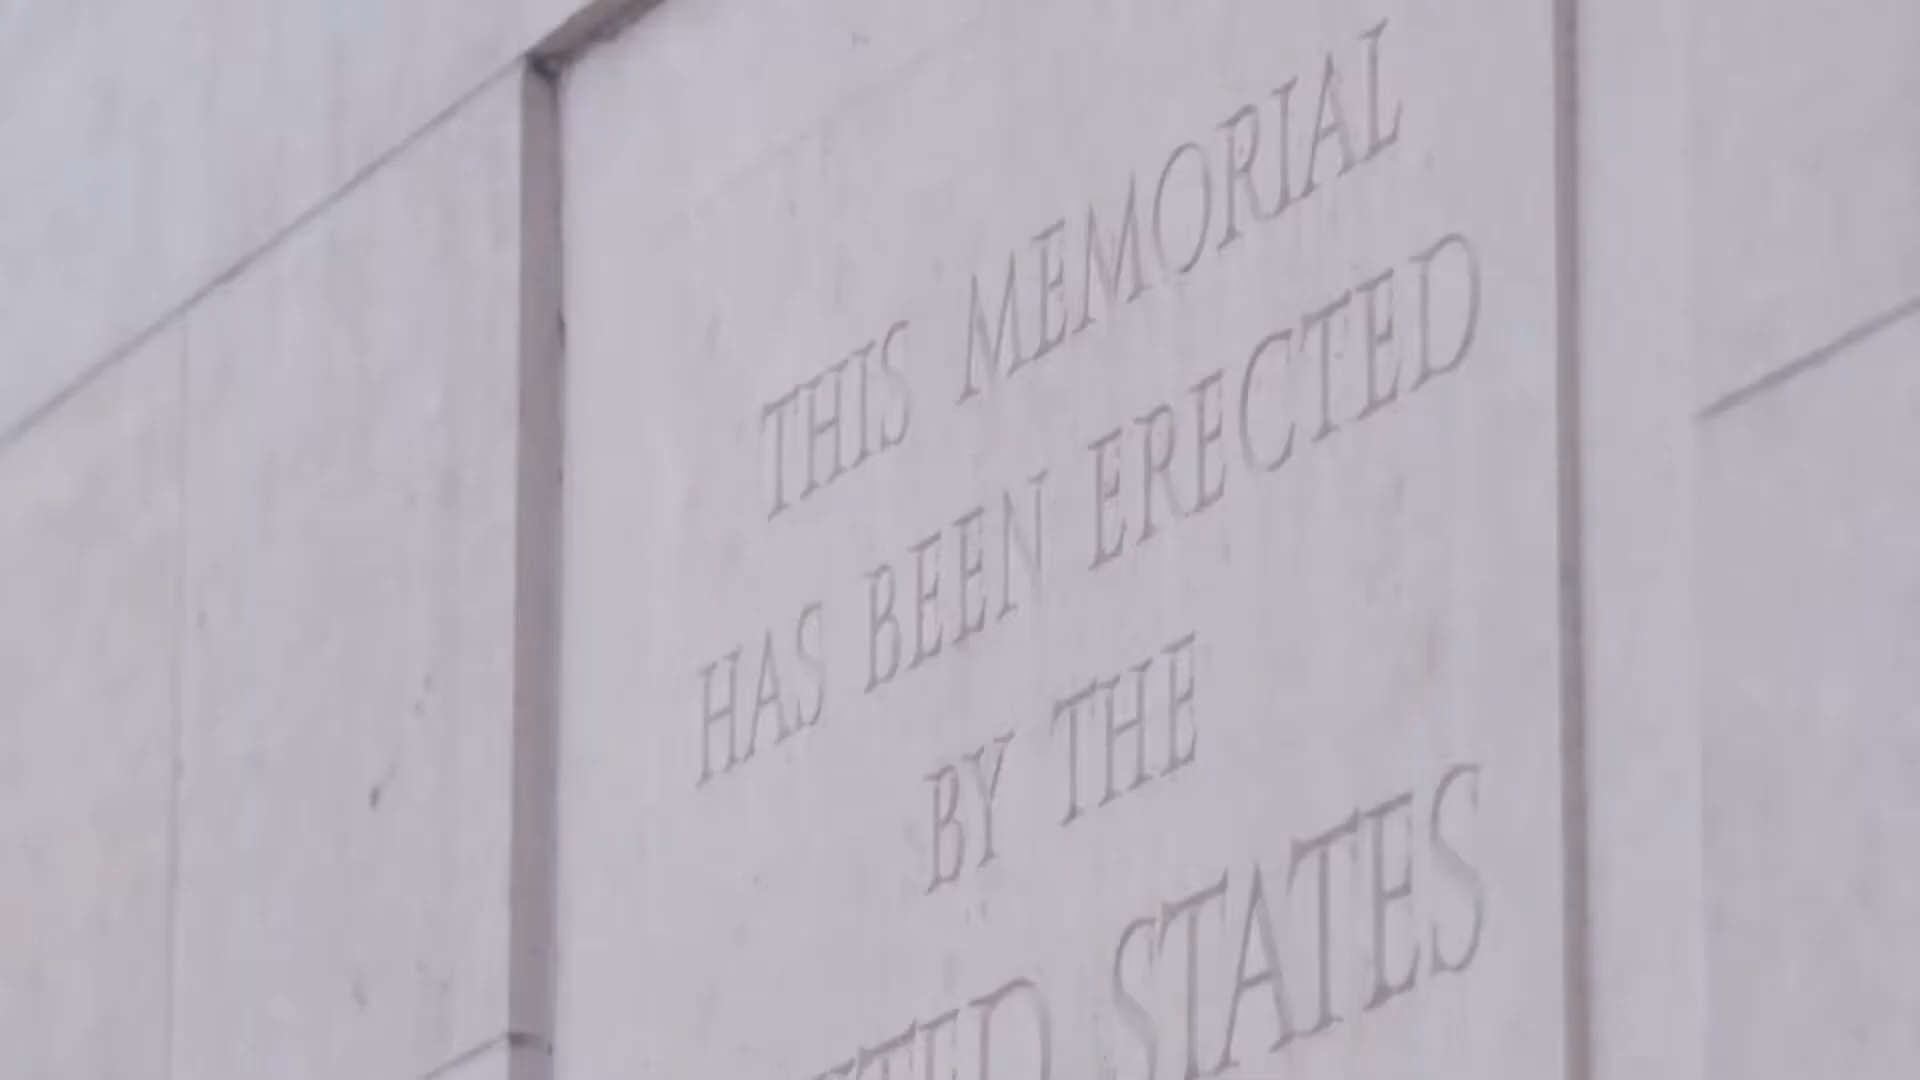 THIS MEMORIAL
HAS BEEN ERECTED
BY THE
STATES